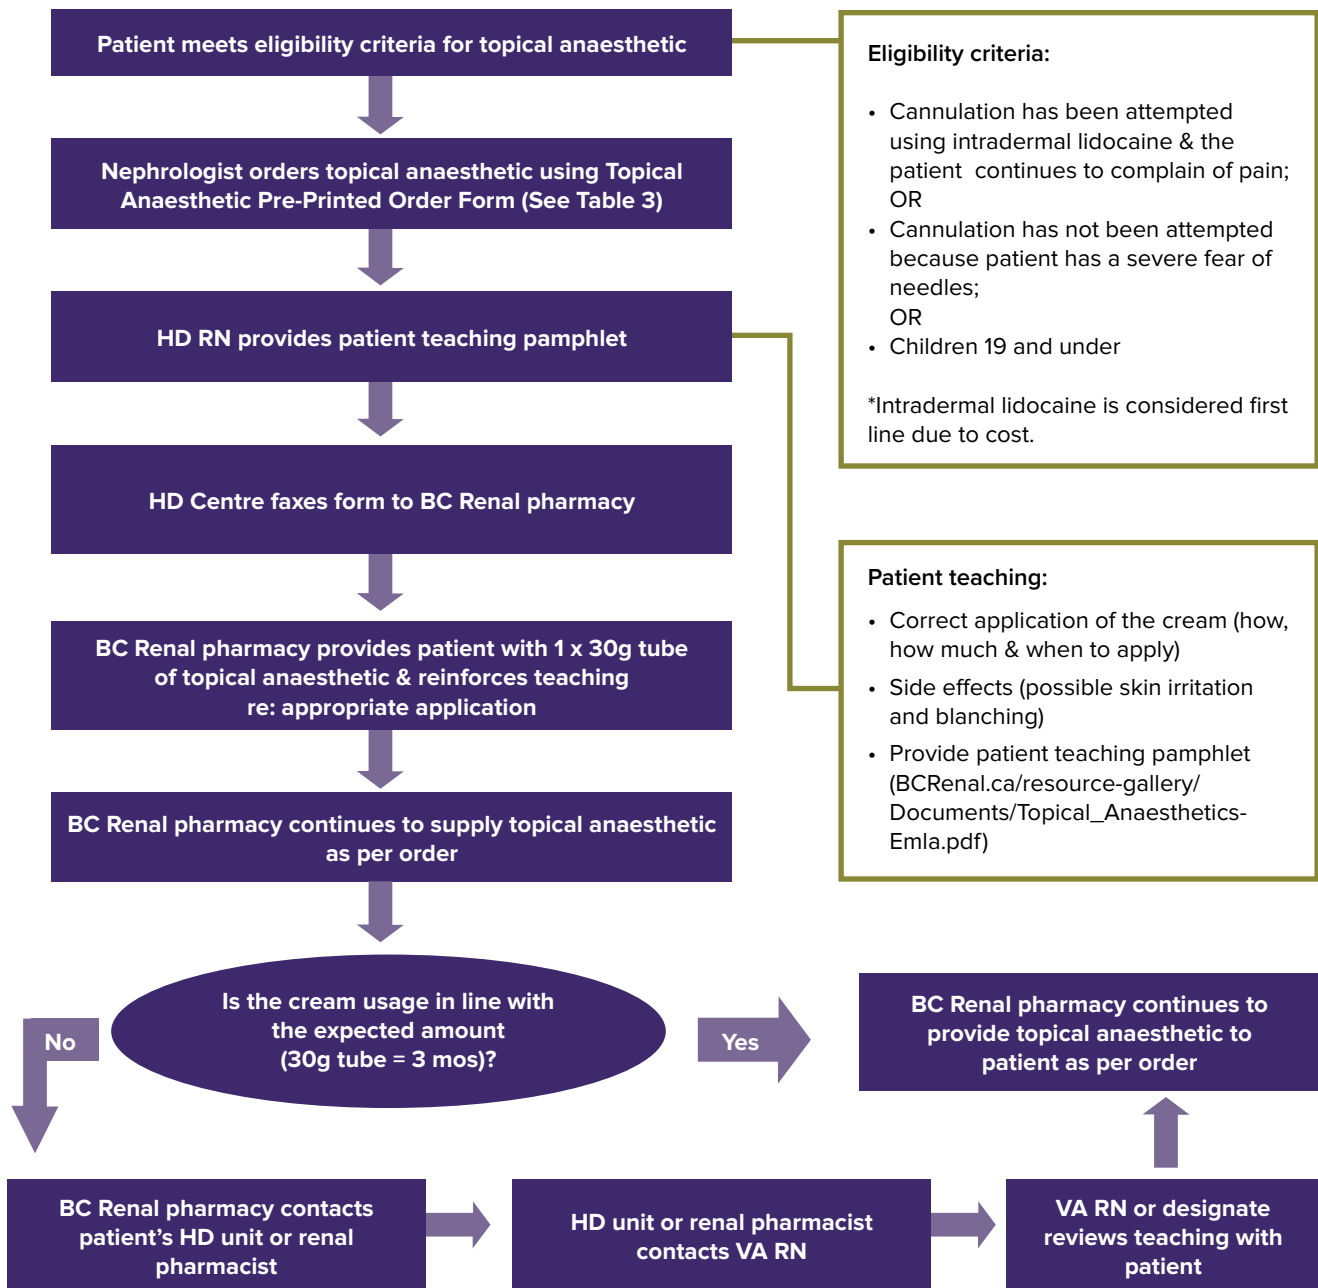 Patient meets eligibility criteria for topical anaesthetic
Nephrologist orders topical anaesthetic using Topical
Anaesthetic Pre-Printed Order Form (See Table 3)
HD RN provides patient teaching pamphlet
HD Centre faxes form to BC Renal pharmacy
BC Renal pharmacy provides patient with 1 x 30g tube
of topical anaesthetic & reinforces teaching
re: appropriate application
BC Renal pharmacy continues to supply topical anaesthetic
as per order
Is the cream usage in line with
the expected amount
(30g tube = 3 mos)?
No
Yes
BC Renal pharmacy continues to
provide topical anaesthetic to
patient as per order
BC Renal pharmacy contacts
patient’s HD unit or renal
pharmacist
HD unit or renal pharmacist
contacts VA RN
VA RN or designate
reviews teaching with
patient
Eligibility criteria:
• Cannulation has been attempted
using intradermal lidocaine & the
patient continues to complain of pain;
OR
• Cannulation has not been attempted
because patient has a severe fear of
needles;
OR
• Children 19 and under
*Intradermal lidocaine is considered first
line due to cost.
Patient teaching:
• Correct application of the cream (how,
how much & when to apply)
• Side effects (possible skin irritation
and blanching)
• Provide patient teaching pamphlet
(BCRenal.ca/resource-gallery/
Documents/Topical_Anaesthetics-
Emla.pdf)